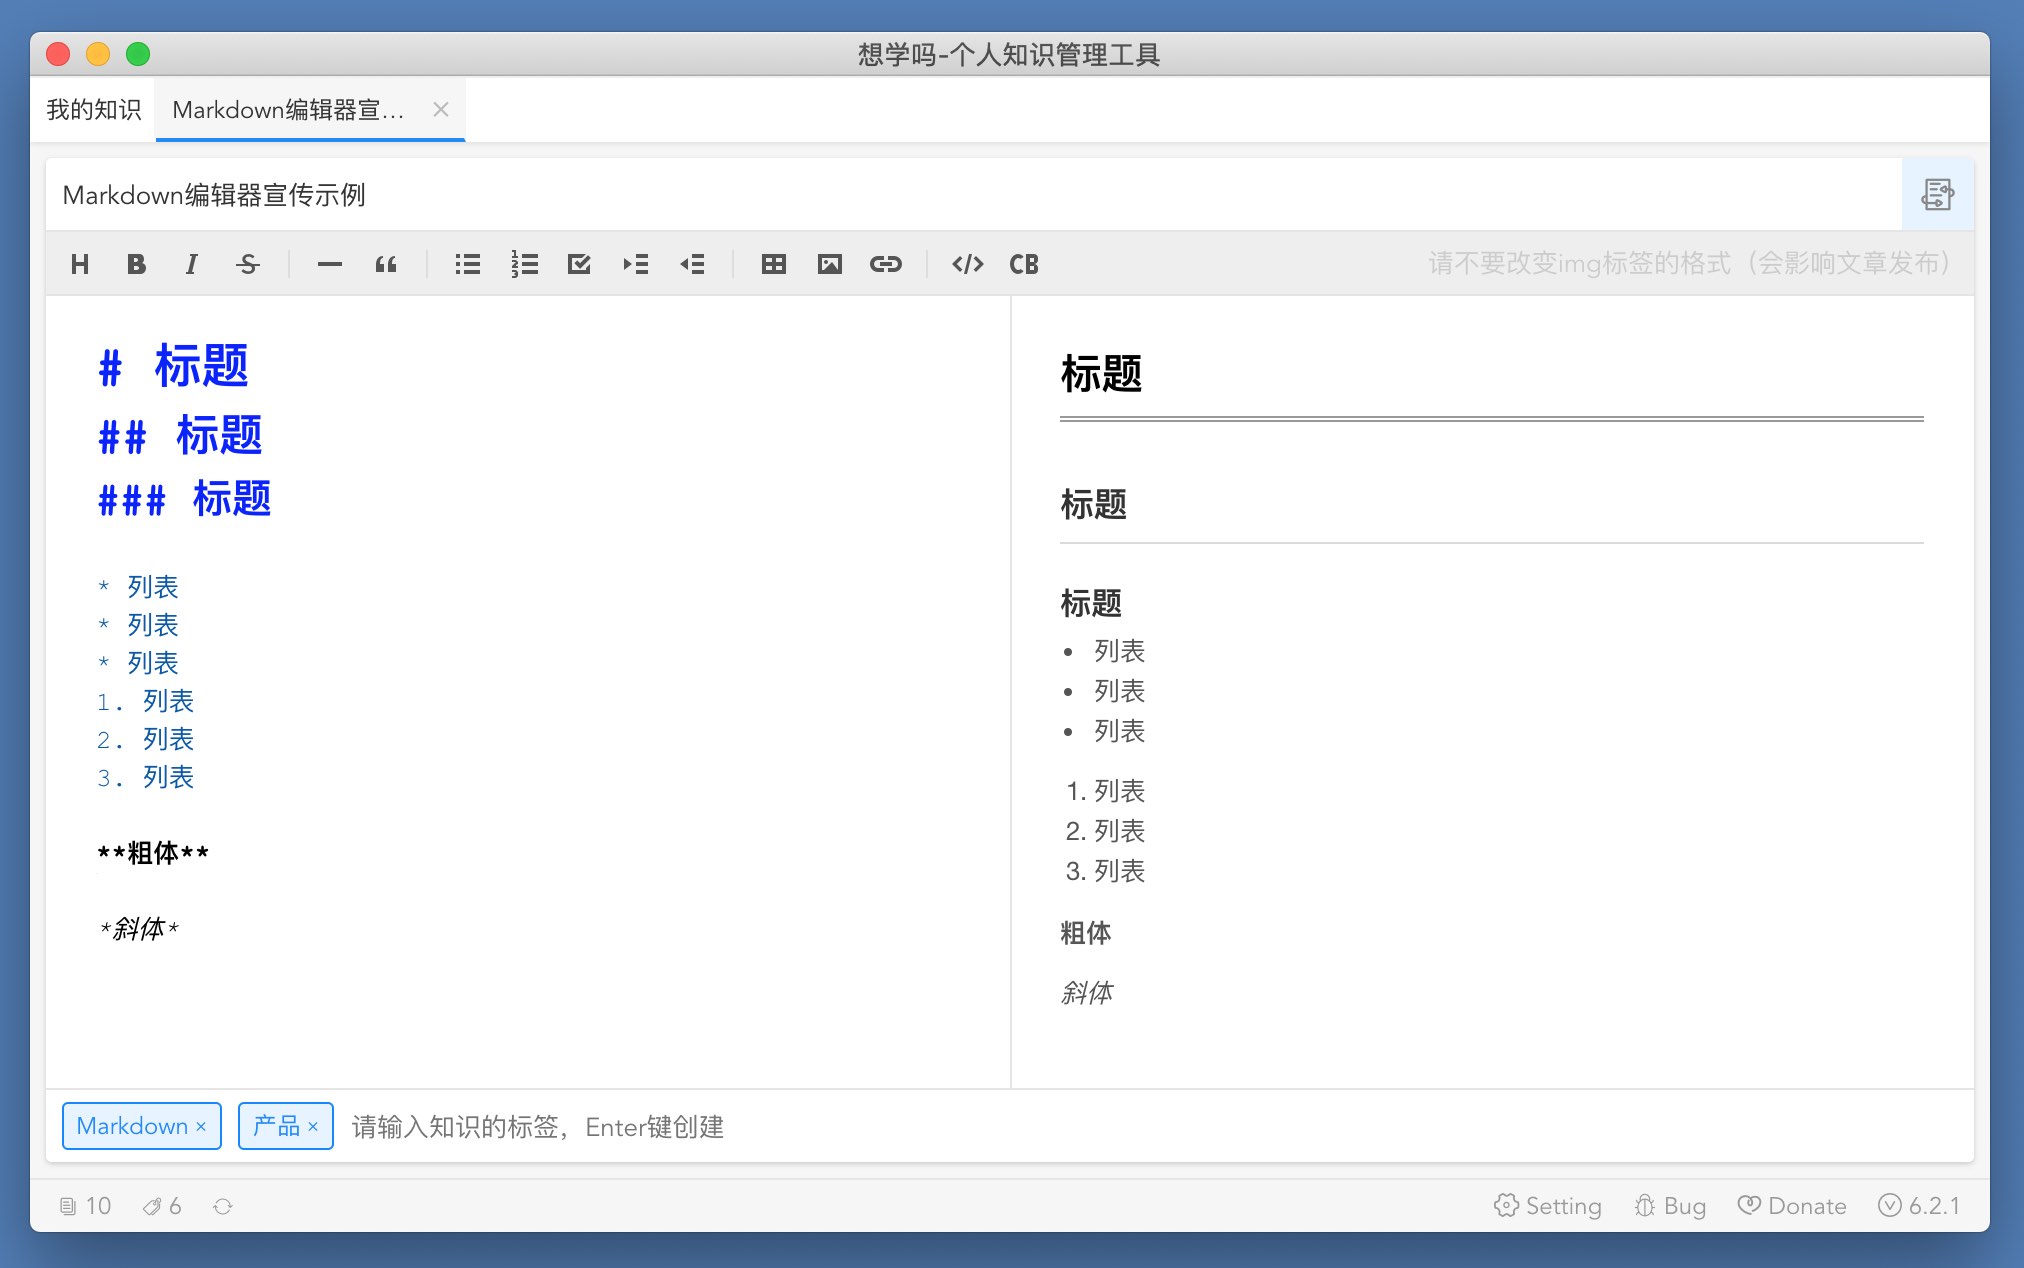 想学吗-个人知识管理工具
我的知识 Markdown编辑器宣...
Markdown编辑器宣传示例
H B I S “ CB 请不要改变img标签的格式（会影响文章发布）
# 标题
## 标题
### 标题
* 列表
* 列表
* 列表
1. 列表
2. 列表
3. 列表
**粗体**
*斜体*
标题
标题
标题
• 列表
• 列表
• 列表
1. 列表
2. 列表
3. 列表
粗体
斜体
Markdown × 产品 × 请输入知识的标签，Enter键创建
10 6 Setting Bug Donate 6.2.1